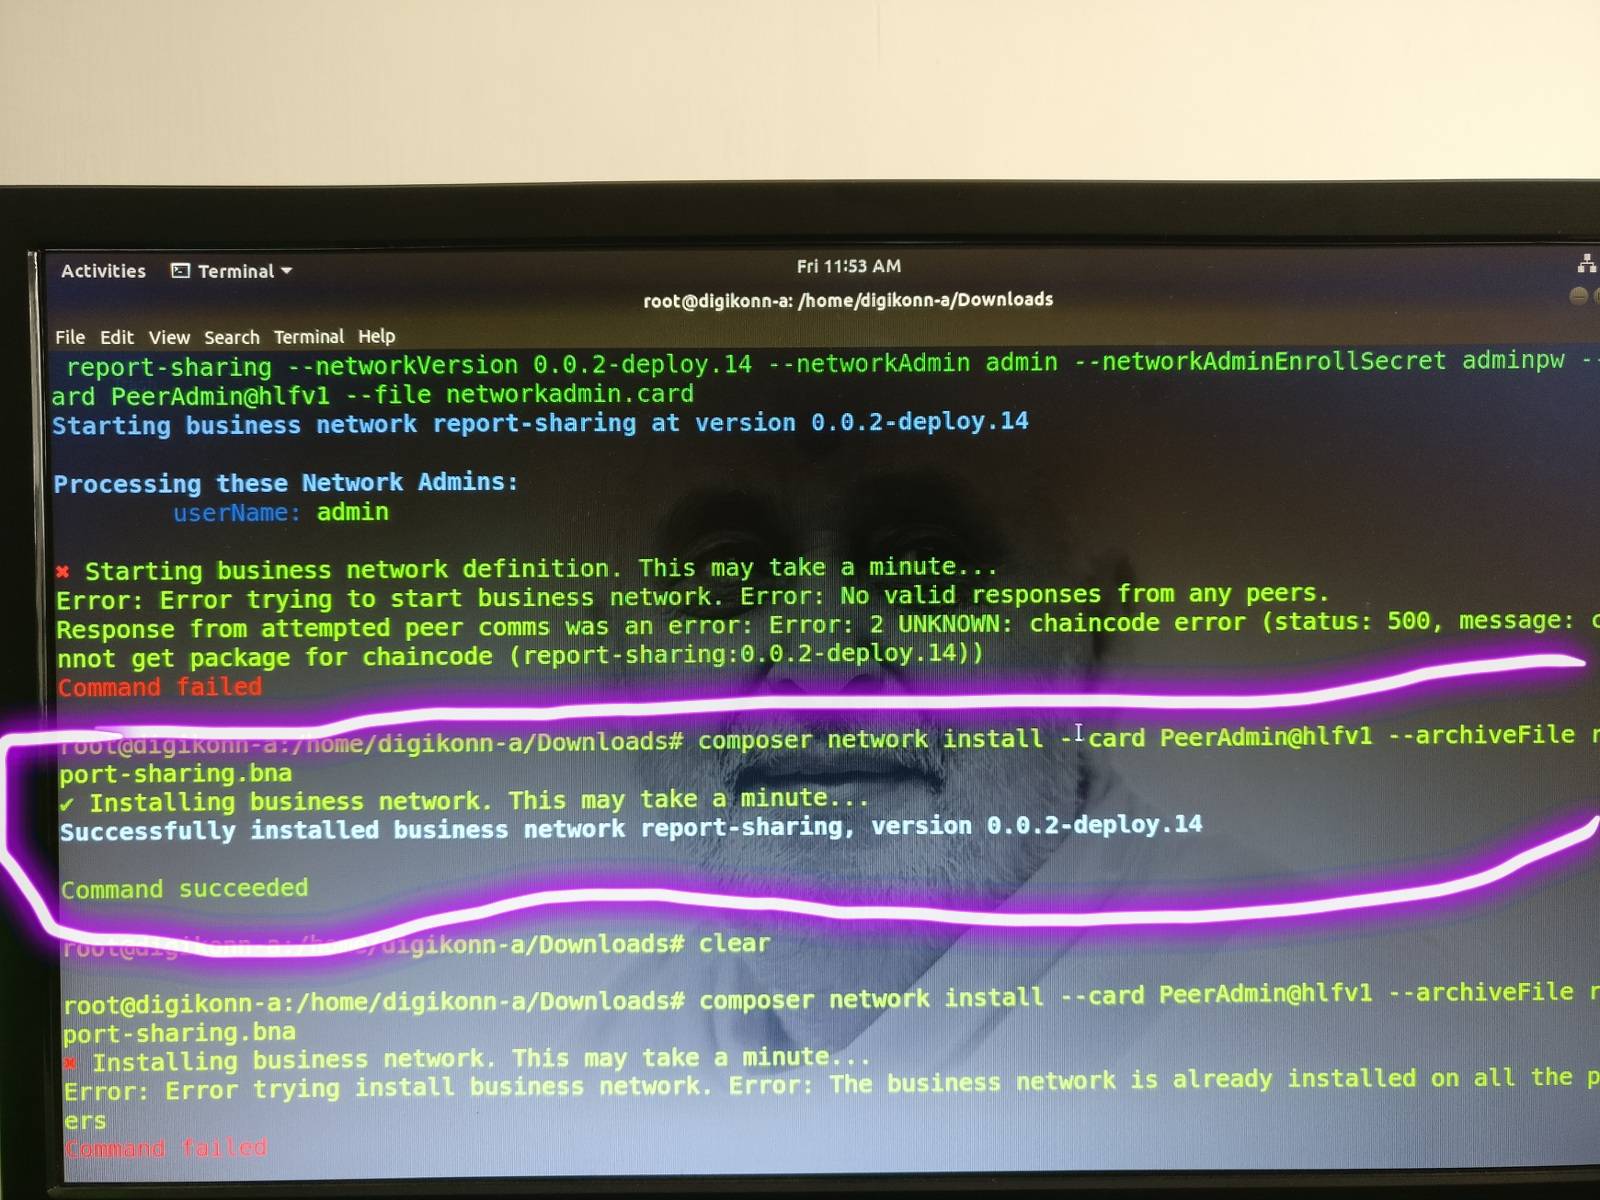 Activities Terminal Fri 11:53 AM
root@digikonn-a: /home/digikonn-a/Downloads
File Edit View Search Terminal Help
report-sharing --networkVersion 0.0.2-deploy.14 --networkAdmin admin --networkAdminEnrollSecret adminpw --
ard PeerAdmin@hlfv1 --file networkadmin.card
Starting business network report-sharing at version 0.0.2-deploy.14
Processing these Network Admins:
userName: admin
✖ Starting business network definition. This may take a minute...
Error: Error trying to start business network. Error: No valid responses from any peers.
Response from attempted peer comms was an error: Error: 2 UNKNOWN: chaincode error (status: 500, message: c
nnot get package for chaincode (report-sharing:0.0.2-deploy.14))
Command failed
root@digikonn-a:/home/digikonn-a/Downloads# composer network install --card PeerAdmin@hlfv1 --archiveFile r
port-sharing.bna
✔ Installing business network. This may take a minute...
Successfully installed business network report-sharing, version 0.0.2-deploy.14
Command succeeded
root@digikonn-a:/home/digikonn-a/Downloads# clear
root@digikonn-a:/home/digikonn-a/Downloads# composer network install --card PeerAdmin@hlfv1 --archiveFile r
port-sharing.bna
✖ Installing business network. This may take a minute...
Error: Error trying install business network. Error: The business network is already installed on all the p
ers
Command failed